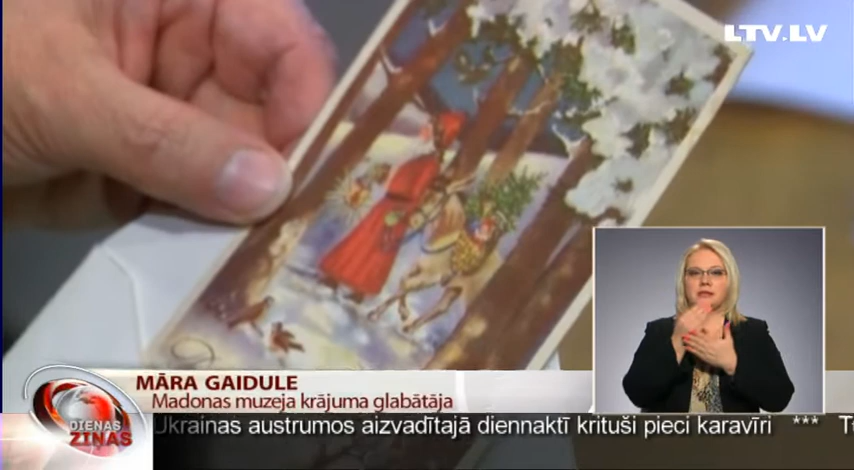 LTV.LV
MĀRA GAIDULE
Madonas muzeja krājuma glabātāja
DIENAS
ZIŅAS
Ukrainas austrumos aizvadītajā diennaktī krituši pieci karavīri *** T